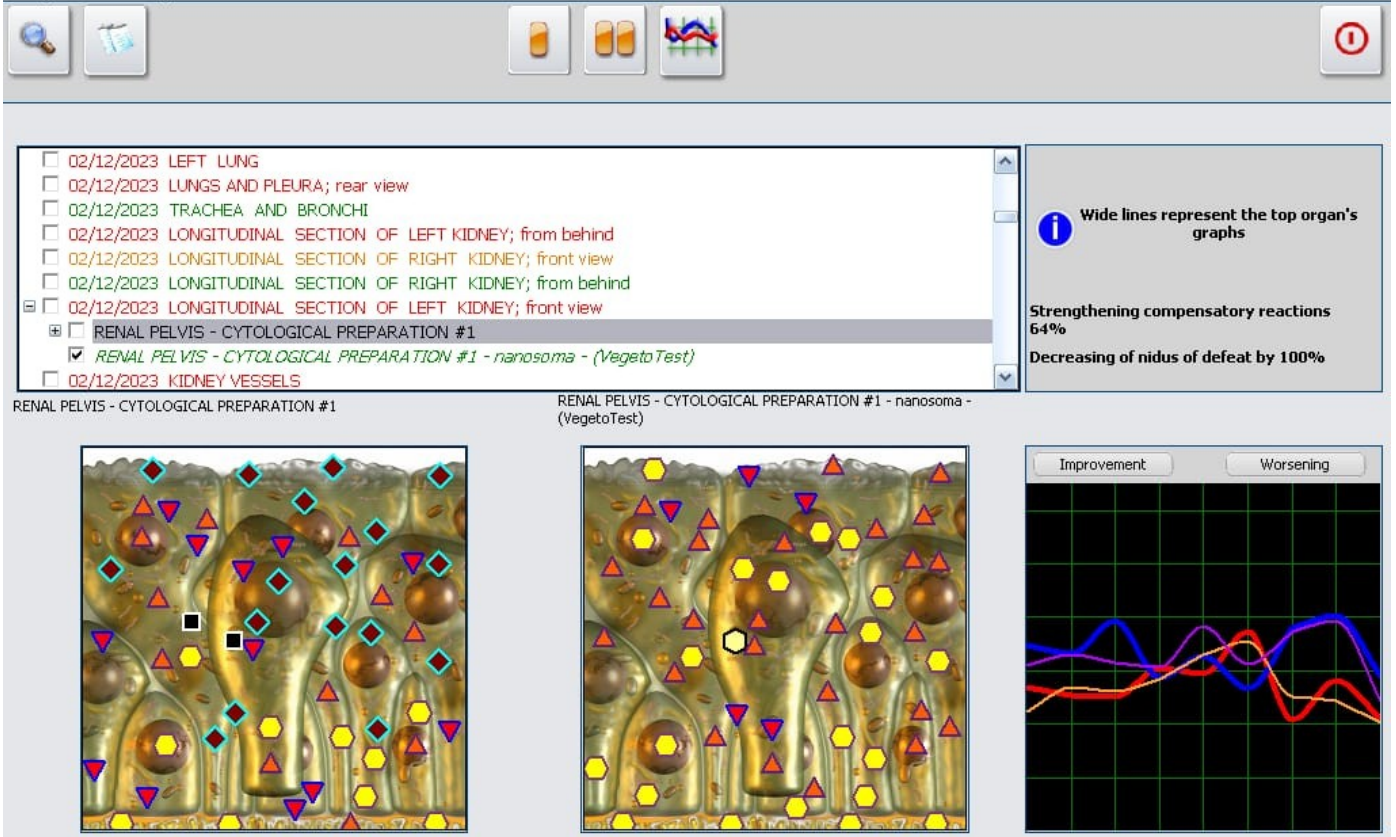 02/12/2023 LEFT LUNG
02/12/2023 LUNGS AND PLEURA; rear view
02/12/2023 TRACHEA AND BRONCHI
02/12/2023 LONGITUDINAL SECTION OF LEFT KIDNEY; from behind
02/12/2023 LONGITUDINAL SECTION OF RIGHT KIDNEY; front view
02/12/2023 LONGITUDINAL SECTION OF RIGHT KIDNEY; from behind
02/12/2023 LONGITUDINAL SECTION OF LEFT KIDNEY; front view
RENAL PELVIS - CYTOLOGICAL PREPARATION #1
RENAL PELVIS - CYTOLOGICAL PREPARATION #1 - nanosoma - (VegetoTest)
02/12/2023 KIDNEY VESSELS
Wide lines represent the top organ's
graphs
Strengthening compensatory reactions
64%
Decreasing of nidus of defeat by 100%
RENAL PELVIS - CYTOLOGICAL PREPARATION #1
RENAL PELVIS - CYTOLOGICAL PREPARATION #1 - nanosoma -
(VegetoTest)
Improvement
Worsening